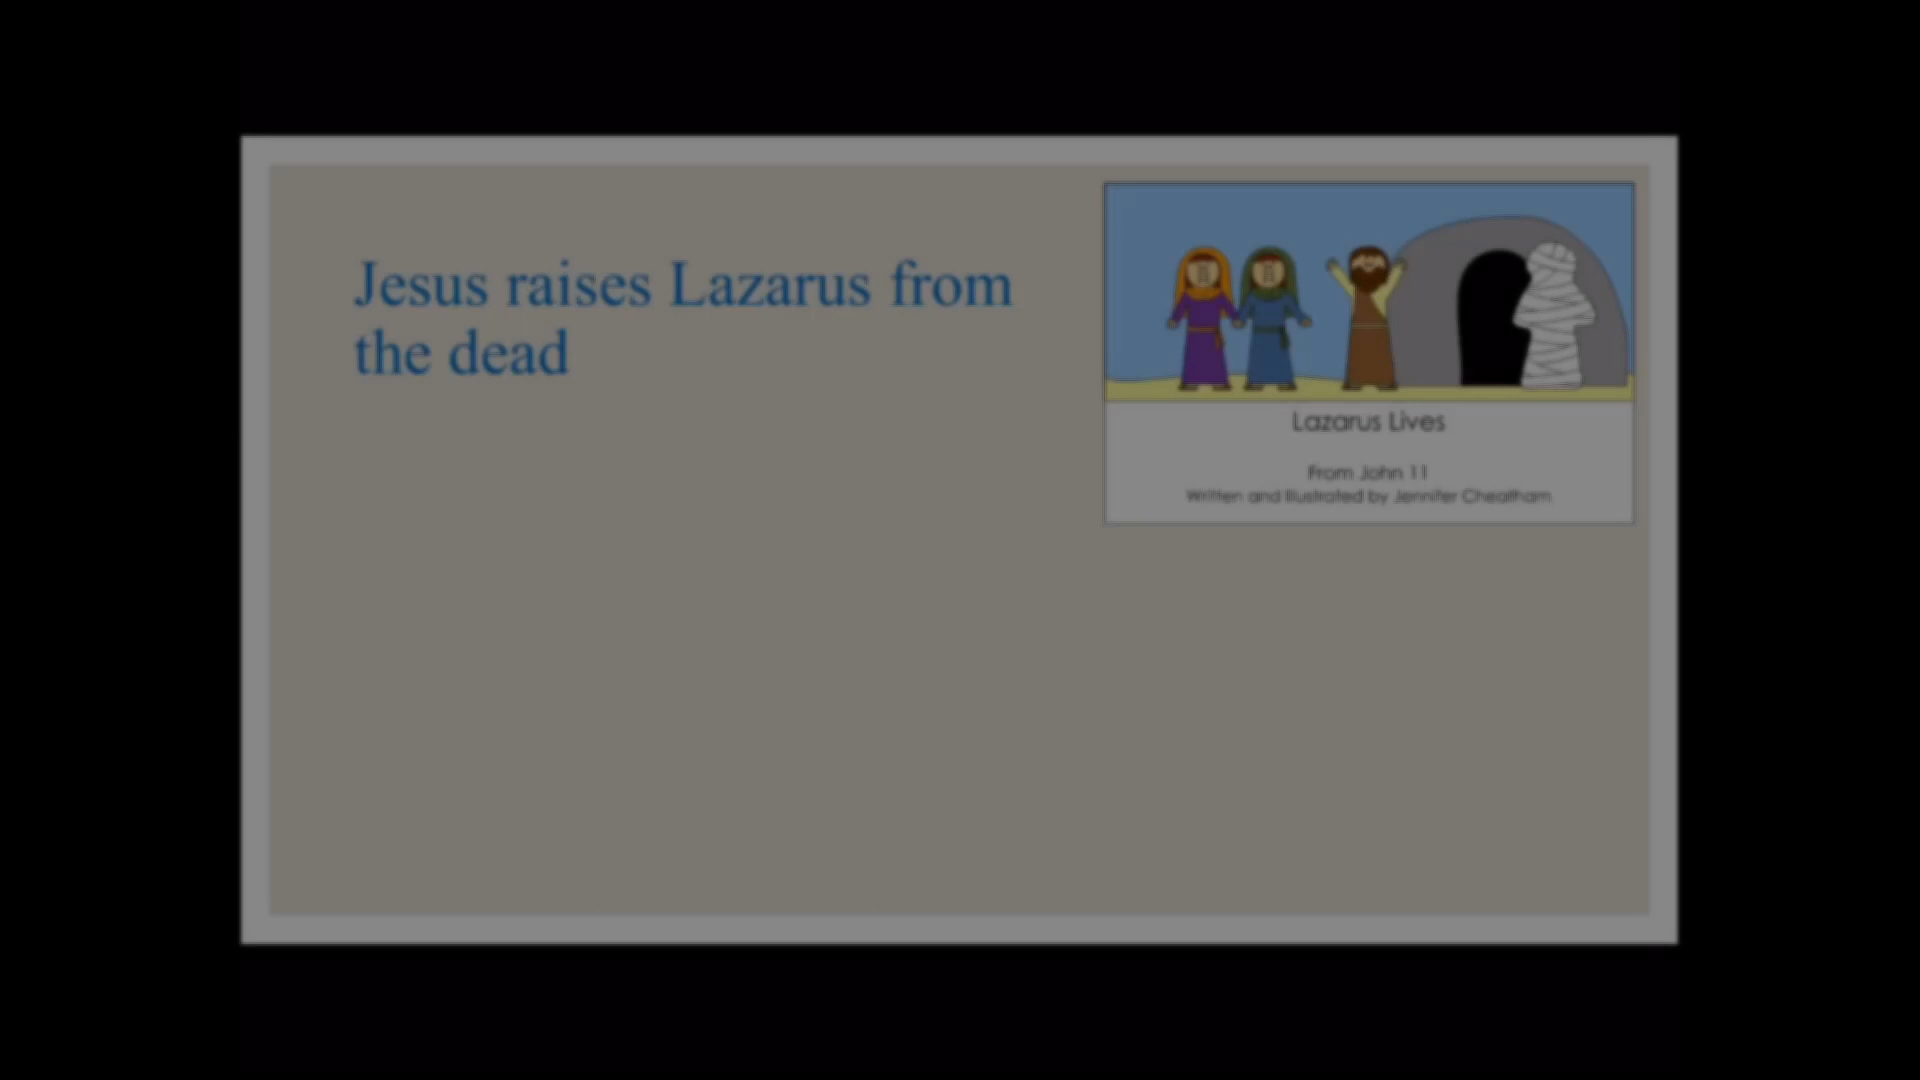 Jesus raises Lazarus from
the dead
Lazarus Lives
From John 11
Written and Illustrated by Jennifer Cheatham